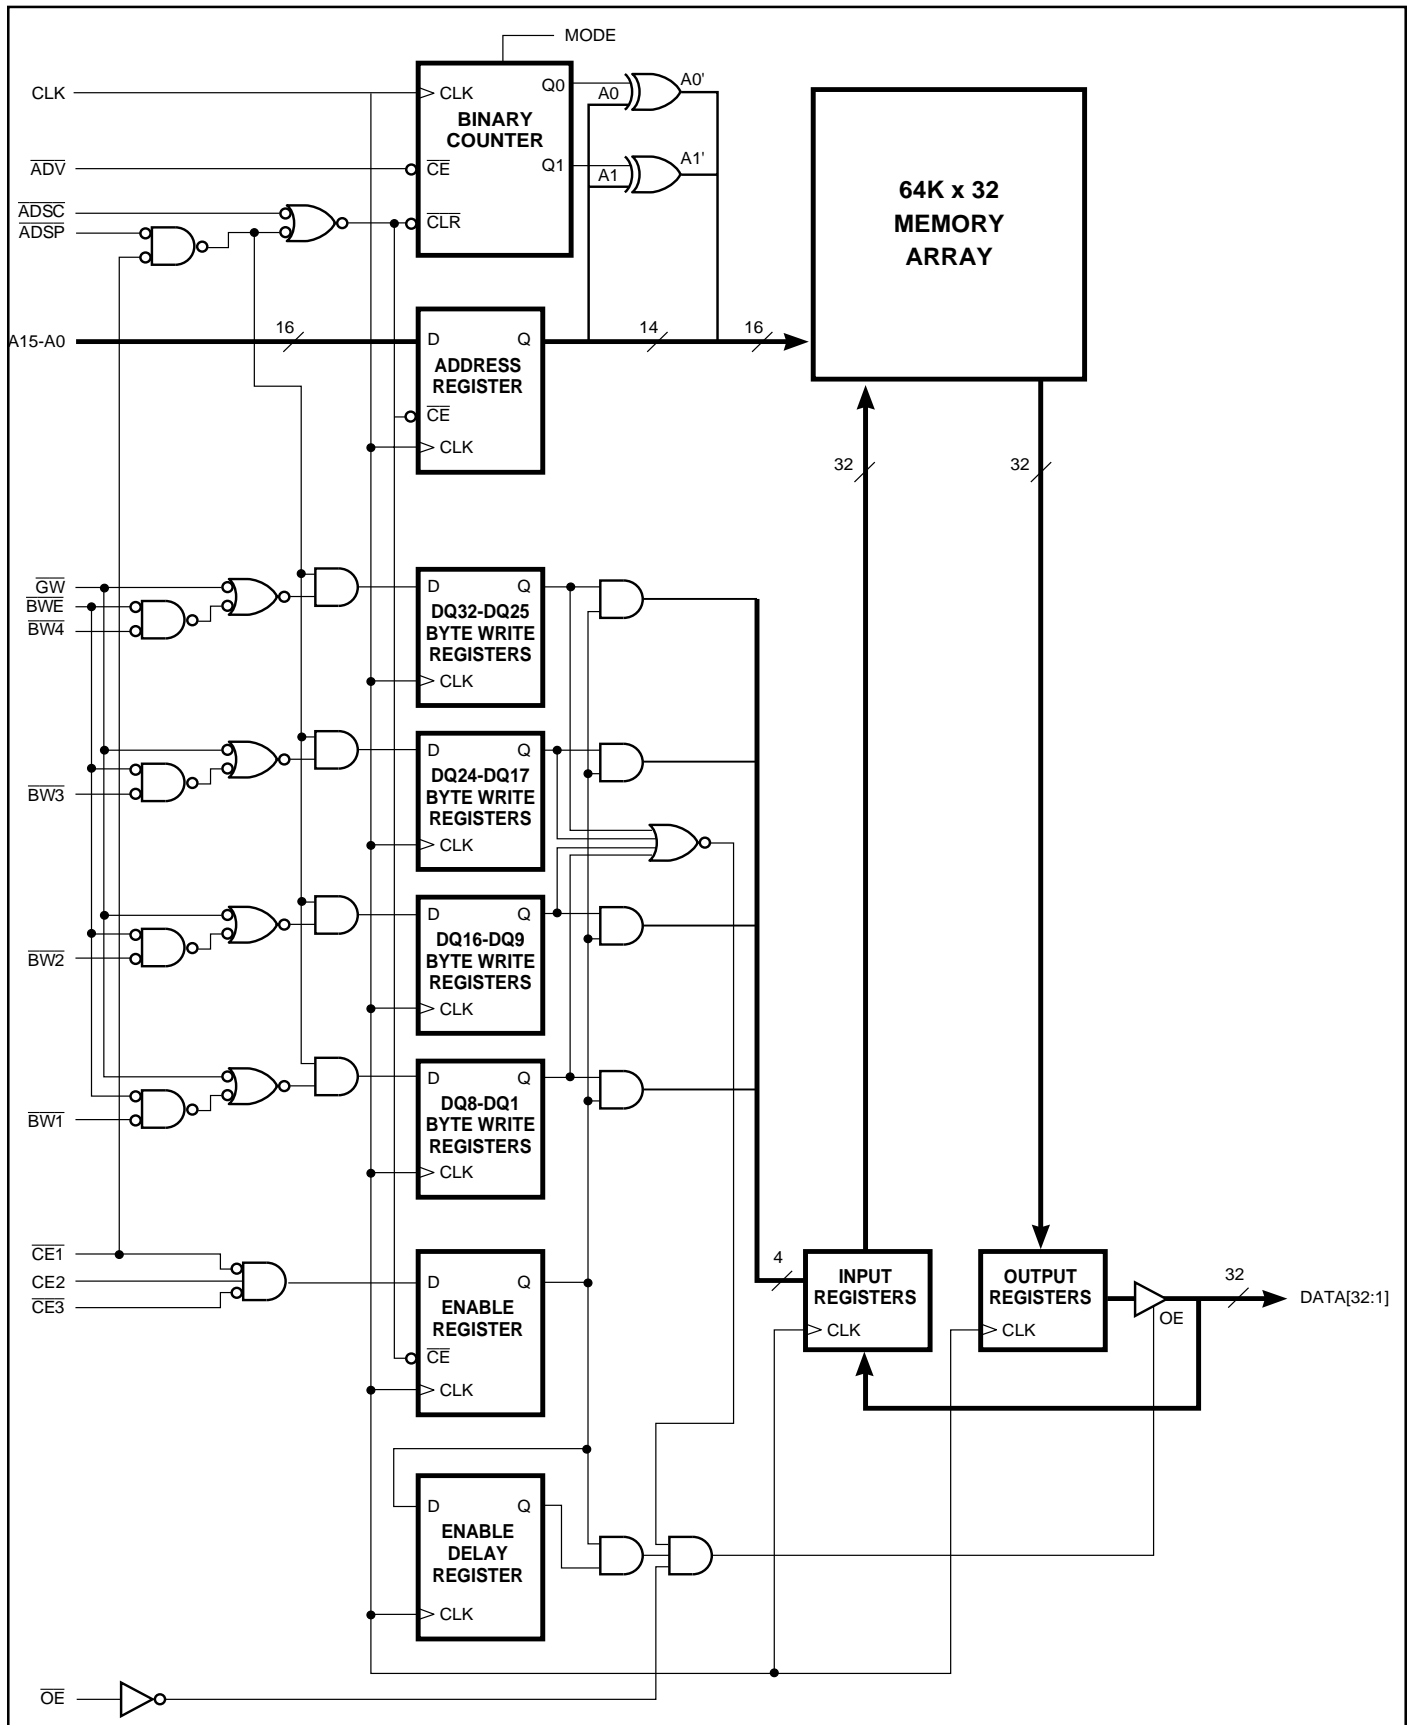 MODE
CLK
CLK
Q0
A0
A0'
BINARY
COUNTER
ADV
CE
Q1
A1
A1'
64K x 32
MEMORY
ARRAY
ADSC
ADSP
CLR
A15-A0
16
D
Q
14
16
ADDRESS
REGISTER
CE
CLK
32
32
GW
BWE
BW4
D
Q
DQ32-DQ25
BYTE WRITE
REGISTERS
CLK
BW3
D
Q
DQ24-DQ17
BYTE WRITE
REGISTERS
CLK
BW2
D
Q
DQ16-DQ9
BYTE WRITE
REGISTERS
CLK
BW1
D
Q
DQ8-DQ1
BYTE WRITE
REGISTERS
CLK
CE1
CE2
CE3
D
Q
ENABLE
REGISTER
CE
CLK
4
INPUT
REGISTERS
CLK
OUTPUT
REGISTERS
CLK
OE
32
DATA[32:1]
D
Q
ENABLE
DELAY
REGISTER
CLK
OE